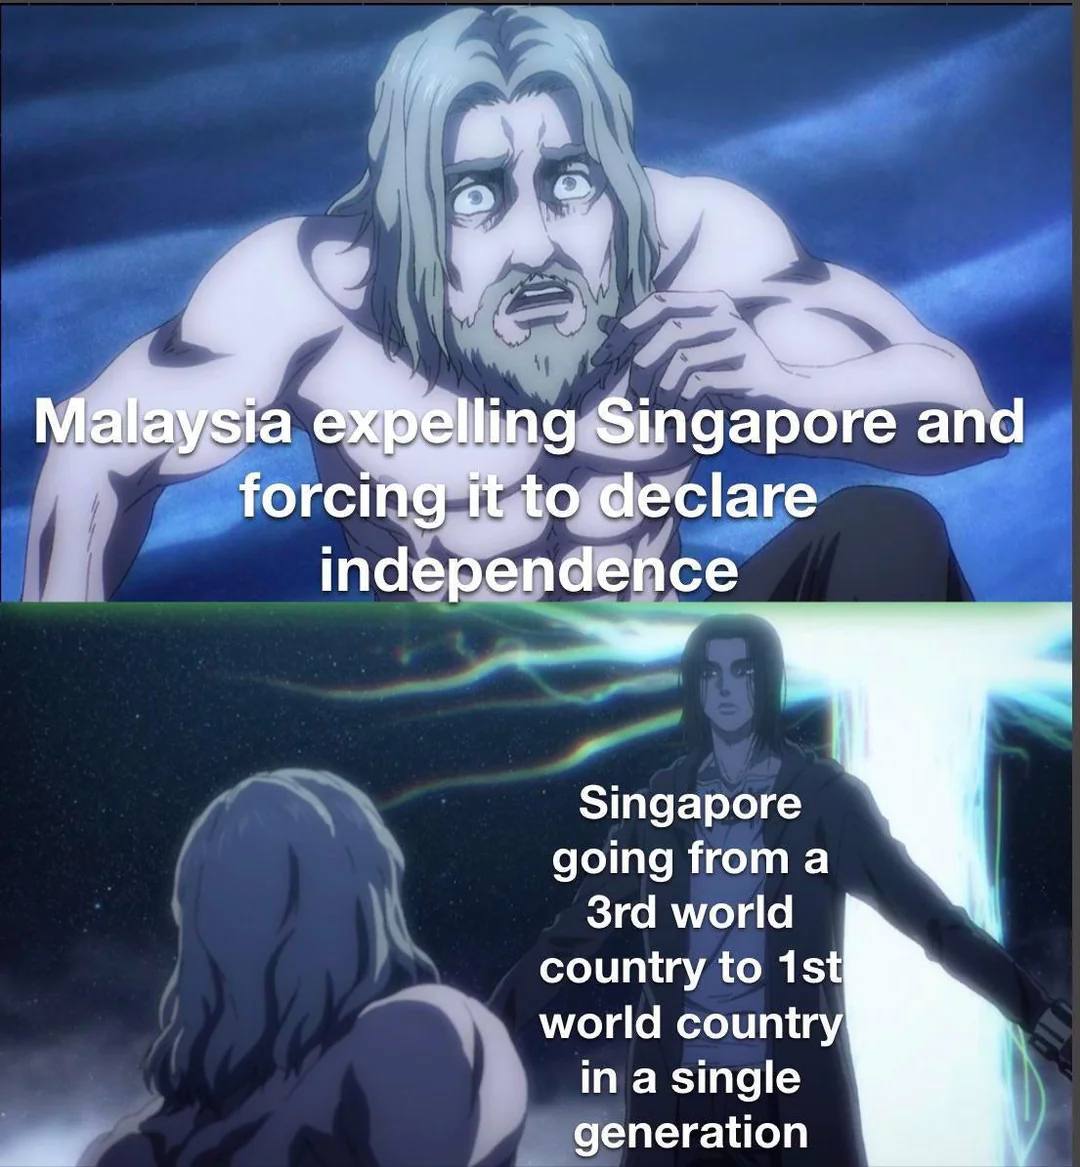 Malaysia expelling Singapore and
forcing it to declare
independence
Singapore
going from a
3rd world
country to 1st
world country
in a single
generation